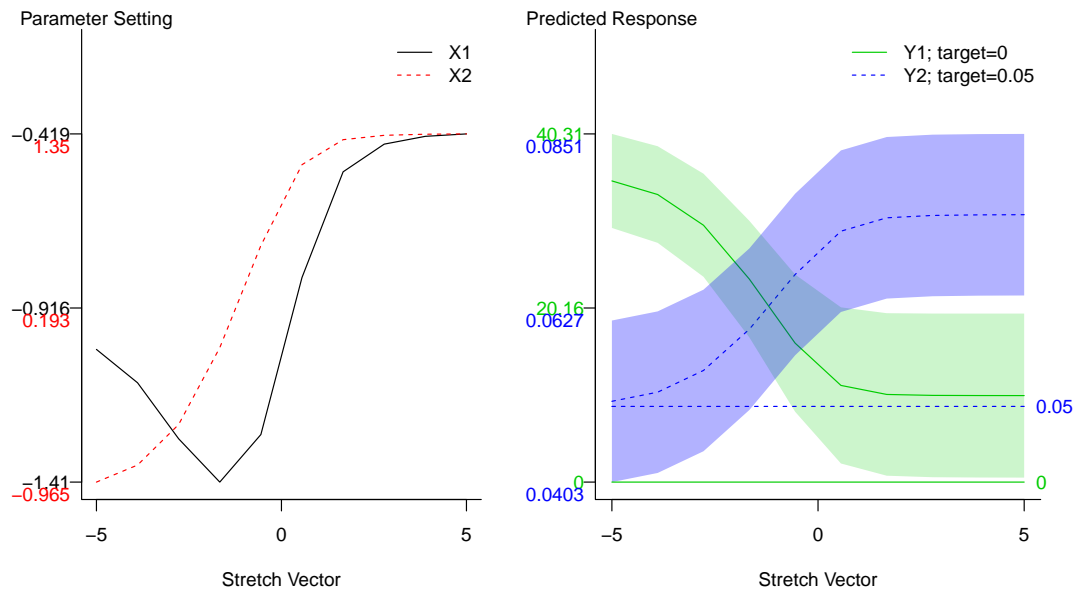 Parameter Setting
X1
X2
−0.419
1.35
−0.916
0.193
−1.41
−0.965
−5 0 5
Stretch Vector
Predicted Response
Y1; target=0
Y2; target=0.05
40.31
0.0851
20.16
0.0627
0
0.0403
0.05
0
−5 0 5
Stretch Vector